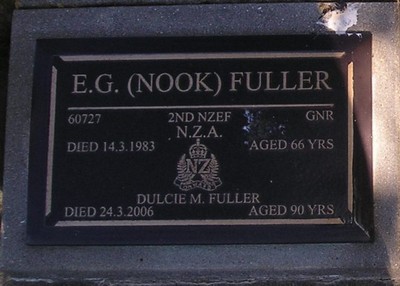 E.G. (NOOK) FULLER
60727 2ND NZEF GNR
N.Z.A.
DIED 14.3.1983 AGED 66 YRS
NZ
DULCIE M. FULLER
DIED 24.3.2006 AGED 90 YRS